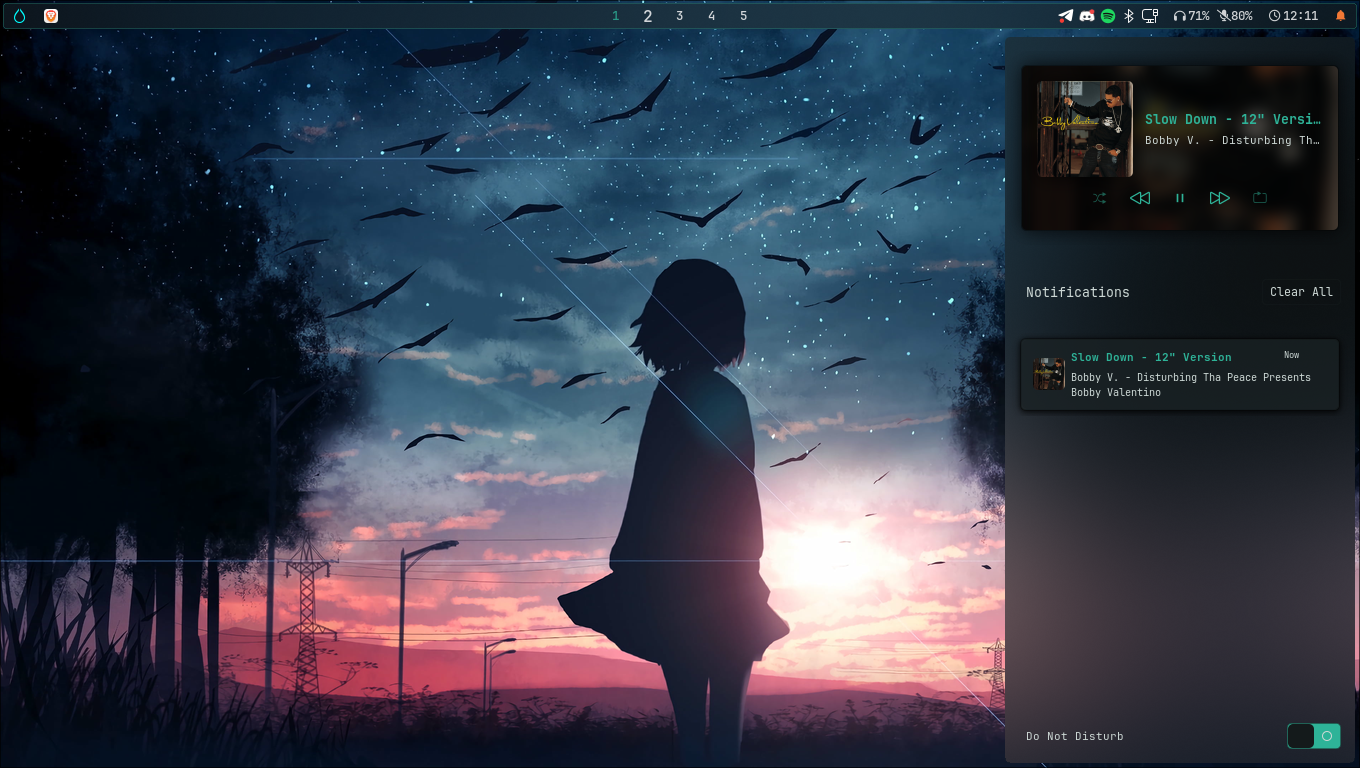 1 2 3 4 5 71% 80% 12:11
Slow Down - 12" Versi…
Bobby V. - Disturbing Th…
Notifications Clear All
Slow Down - 12" Version Now
Bobby V. - Disturbing Tha Peace Presents
Bobby Valentino
Do Not Disturb